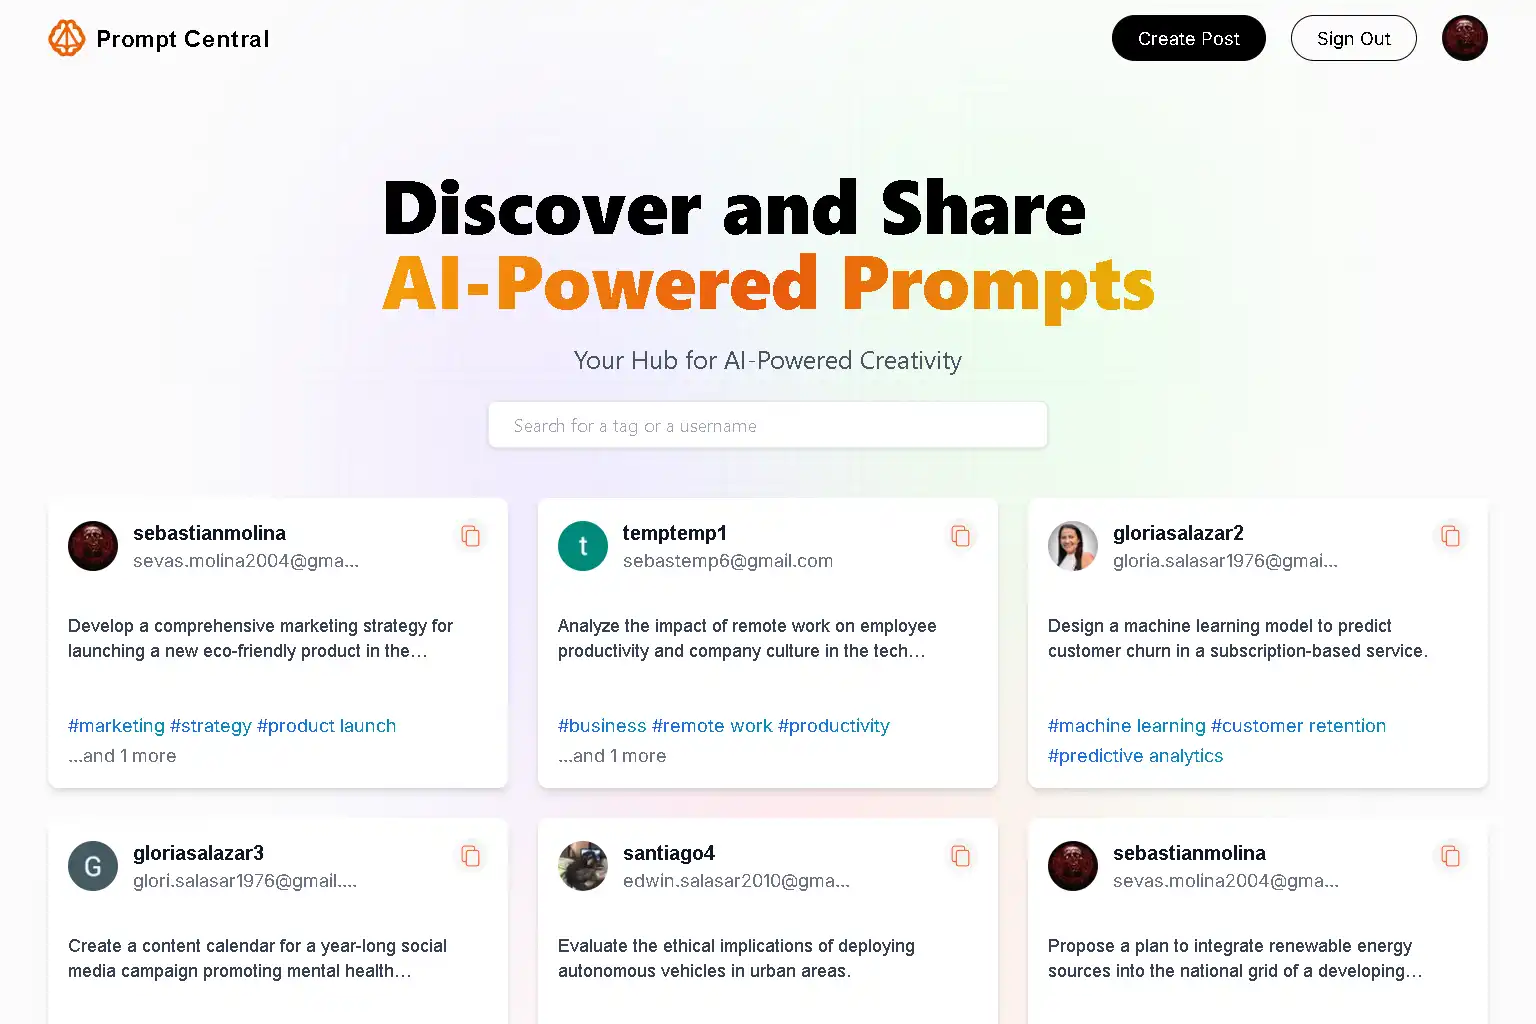 Prompt Central
Create Post
Sign Out
Discover and Share
AI-Powered Prompts
Your Hub for AI-Powered Creativity
Search for a tag or a username
sebastianmolina
sevas.molina2004@gma...
Develop a comprehensive marketing strategy for
launching a new eco-friendly product in the...
#marketing #strategy #product launch
...and 1 more
t
temptemp1
sebastemp6@gmail.com
Analyze the impact of remote work on employee
productivity and company culture in the tech...
#business #remote work #productivity
...and 1 more
gloriasalazar2
gloria.salasar1976@gmai...
Design a machine learning model to predict
customer churn in a subscription-based service.
#machine learning #customer retention
#predictive analytics
G
gloriasalazar3
glori.salasar1976@gmail....
Create a content calendar for a year-long social
media campaign promoting mental health...
santiago4
edwin.salasar2010@gma...
Evaluate the ethical implications of deploying
autonomous vehicles in urban areas.
sebastianmolina
sevas.molina2004@gma...
Propose a plan to integrate renewable energy
sources into the national grid of a developing...